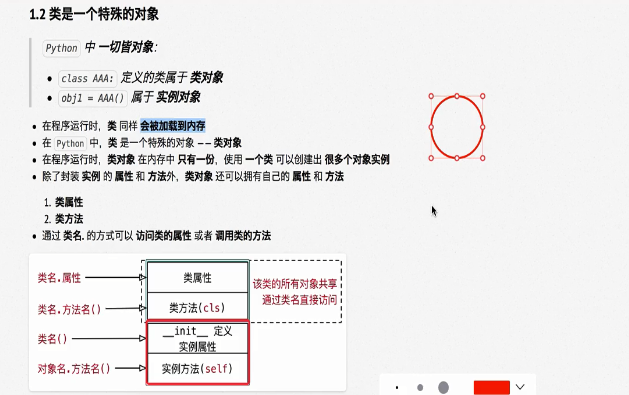 1.2 类是一个特殊的对象
Python 中 一切皆对象：
class AAA: 定义的类属于 类对象
obj1 = AAA() 属于 实例对象
在程序运行时，类 同样 会被加载到内存
在 Python 中，类 是一个特殊的对象 —— 类对象
在程序运行时，类对象 在内存中 只有一份，使用 一个类 可以创建出 很多个对象实例
除了封装 实例 的 属性 和 方法外，类对象 还可以拥有自己的 属性 和 方法
1. 类属性
2. 类方法
通过 类名. 的方式可以 访问类的属性 或者 调用类的方法
类名.属性
类属性
该类的所有对象共享
通过类名直接访问
类名.方法名()
类方法(cls)
类名()
__init__ 定义
实例属性
对象名.方法名()
实例方法(self)